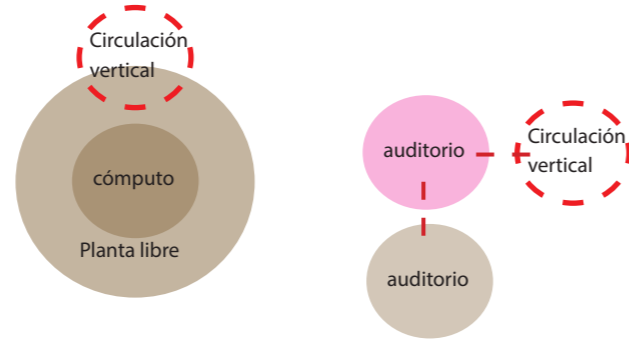 Circulación
vertical
cómputo
Planta libre
auditorio
Circulación
vertical
auditorio